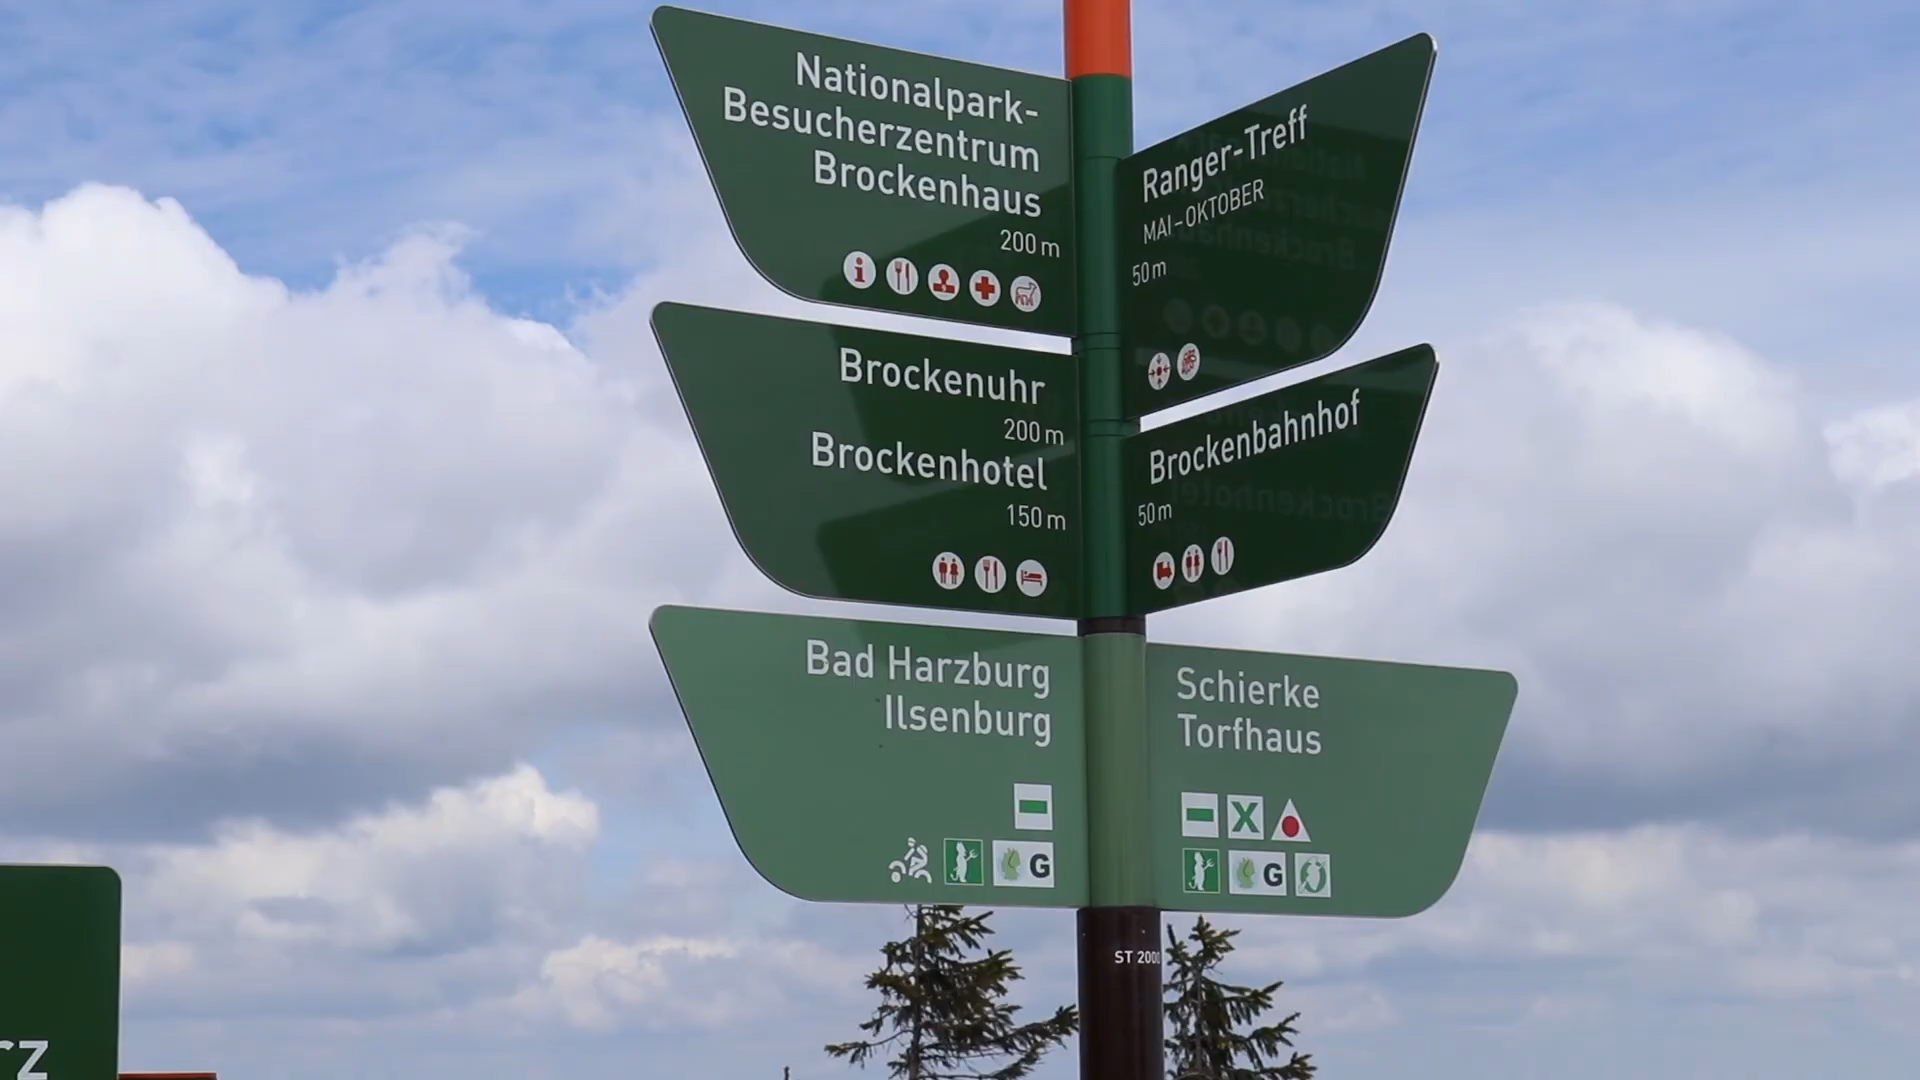 Nationalpark-
Besucherzentrum
Brockenhaus
200 m
Ranger-Treff
MAI – OKTOBER
50 m
Brockenuhr
200 m
Brockenhotel
150 m
Brockenbahnhof
50 m
Bad Harzburg
Ilsenburg
G
Schierke
Torfhaus
X
G
ST 2000
rz